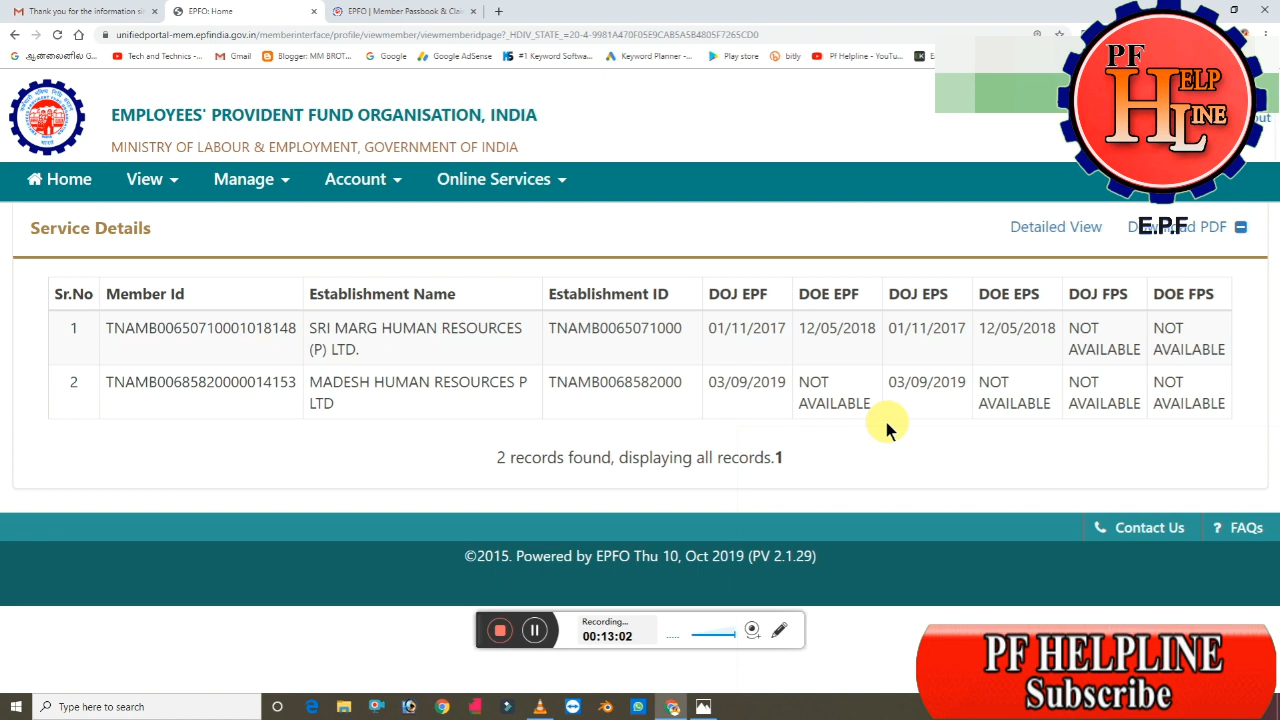 Thank you for the information si
EPFO: Home
EPFO | Member Passbook & Clai
unifiedportal-mem.epfindia.gov.in/memberinterface/profile/viewmember/viewmemberidpage?_HDIV_STATE_=20-4-9981A470F05E9CAB5A5B4805F7265CD0
ஆன்லைனில் G... Tech and Technics -... Gmail Blogger: MM BROT... Google Google AdSense #1 Keyword Softwa... Keyword Planner -... Play store bitly Pf Helpline - YouTu...
PF
HELP
LINE
E.P.F
EMPLOYEES' PROVIDENT FUND ORGANISATION, INDIA
MINISTRY OF LABOUR & EMPLOYMENT, GOVERNMENT OF INDIA
Home View Manage Account Online Services
Service Details Detailed View Download PDF
Sr.No Member Id Establishment Name Establishment ID DOJ EPF DOE EPF DOJ EPS DOE EPS DOJ FPS DOE FPS
1 TNAMB00650710001018148 SRI MARG HUMAN RESOURCES TNAMB0065071000 01/11/2017 12/05/2018 01/11/2017 12/05/2018 NOT NOT
(P) LTD. AVAILABLE AVAILABLE
2 TNAMB00685820000014153 MADESH HUMAN RESOURCES P TNAMB0068582000 03/09/2019 NOT 03/09/2019 NOT NOT NOT
LTD AVAILABLE AVAILABLE AVAILABLE AVAILABLE
2 records found, displaying all records.1
Contact Us ? FAQs
©2015. Powered by EPFO Thu 10, Oct 2019 (PV 2.1.29)
Recording...
00:13:02
PF HELPLINE
Subscribe
Type here to search